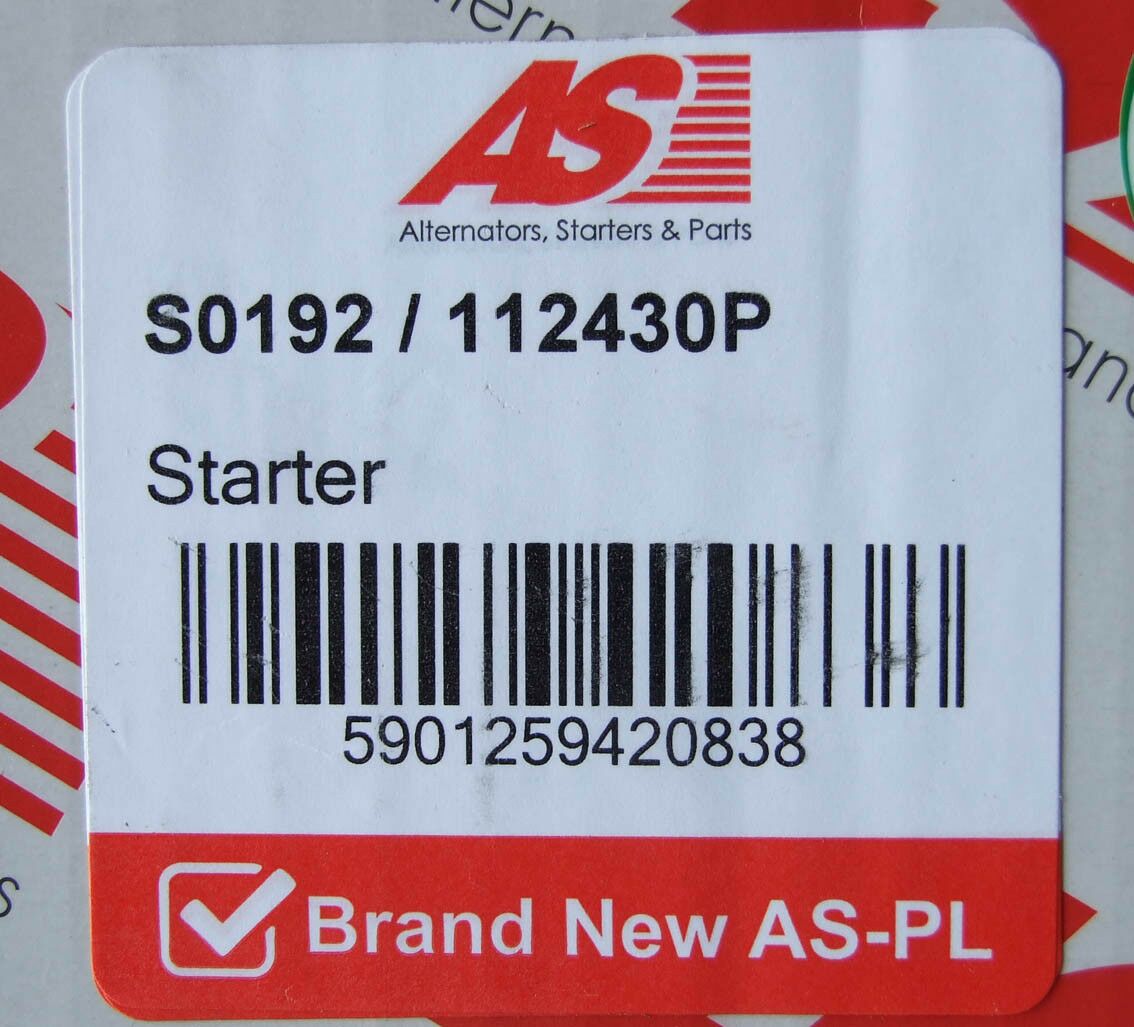 AS
Alternators, Starters & Parts
S0192 / 112430P
Starter
5901259420838
Brand New AS-PL